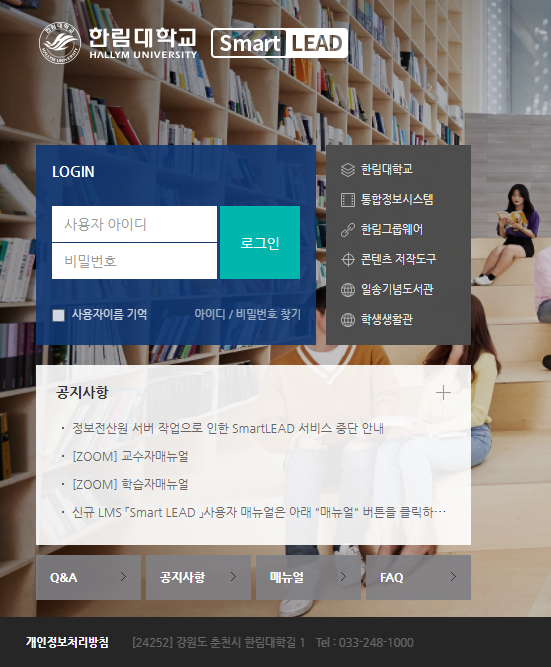 한림대학교
HALLYM UNIVERSITY
Smart LEAD
LOGIN
사용자 아이디
비밀번호
로그인
사용자이름 기억
아이디 / 비밀번호 찾기
한림대학교
통합정보시스템
한림그룹웨어
콘텐츠 저작도구
일송기념도서관
학생생활관
공지사항
· 정보전산원 서버 작업으로 인한 SmartLEAD 서비스 중단 안내
· [ZOOM] 교수자매뉴얼
· [ZOOM] 학습자매뉴얼
· 신규 LMS 「Smart LEAD 」사용자 매뉴얼은 아래 "매뉴얼" 버튼을 클릭하…
Q&A
공지사항
매뉴얼
FAQ
개인정보처리방침 [24252] 강원도 춘천시 한림대학길 1 Tel : 033-248-1000